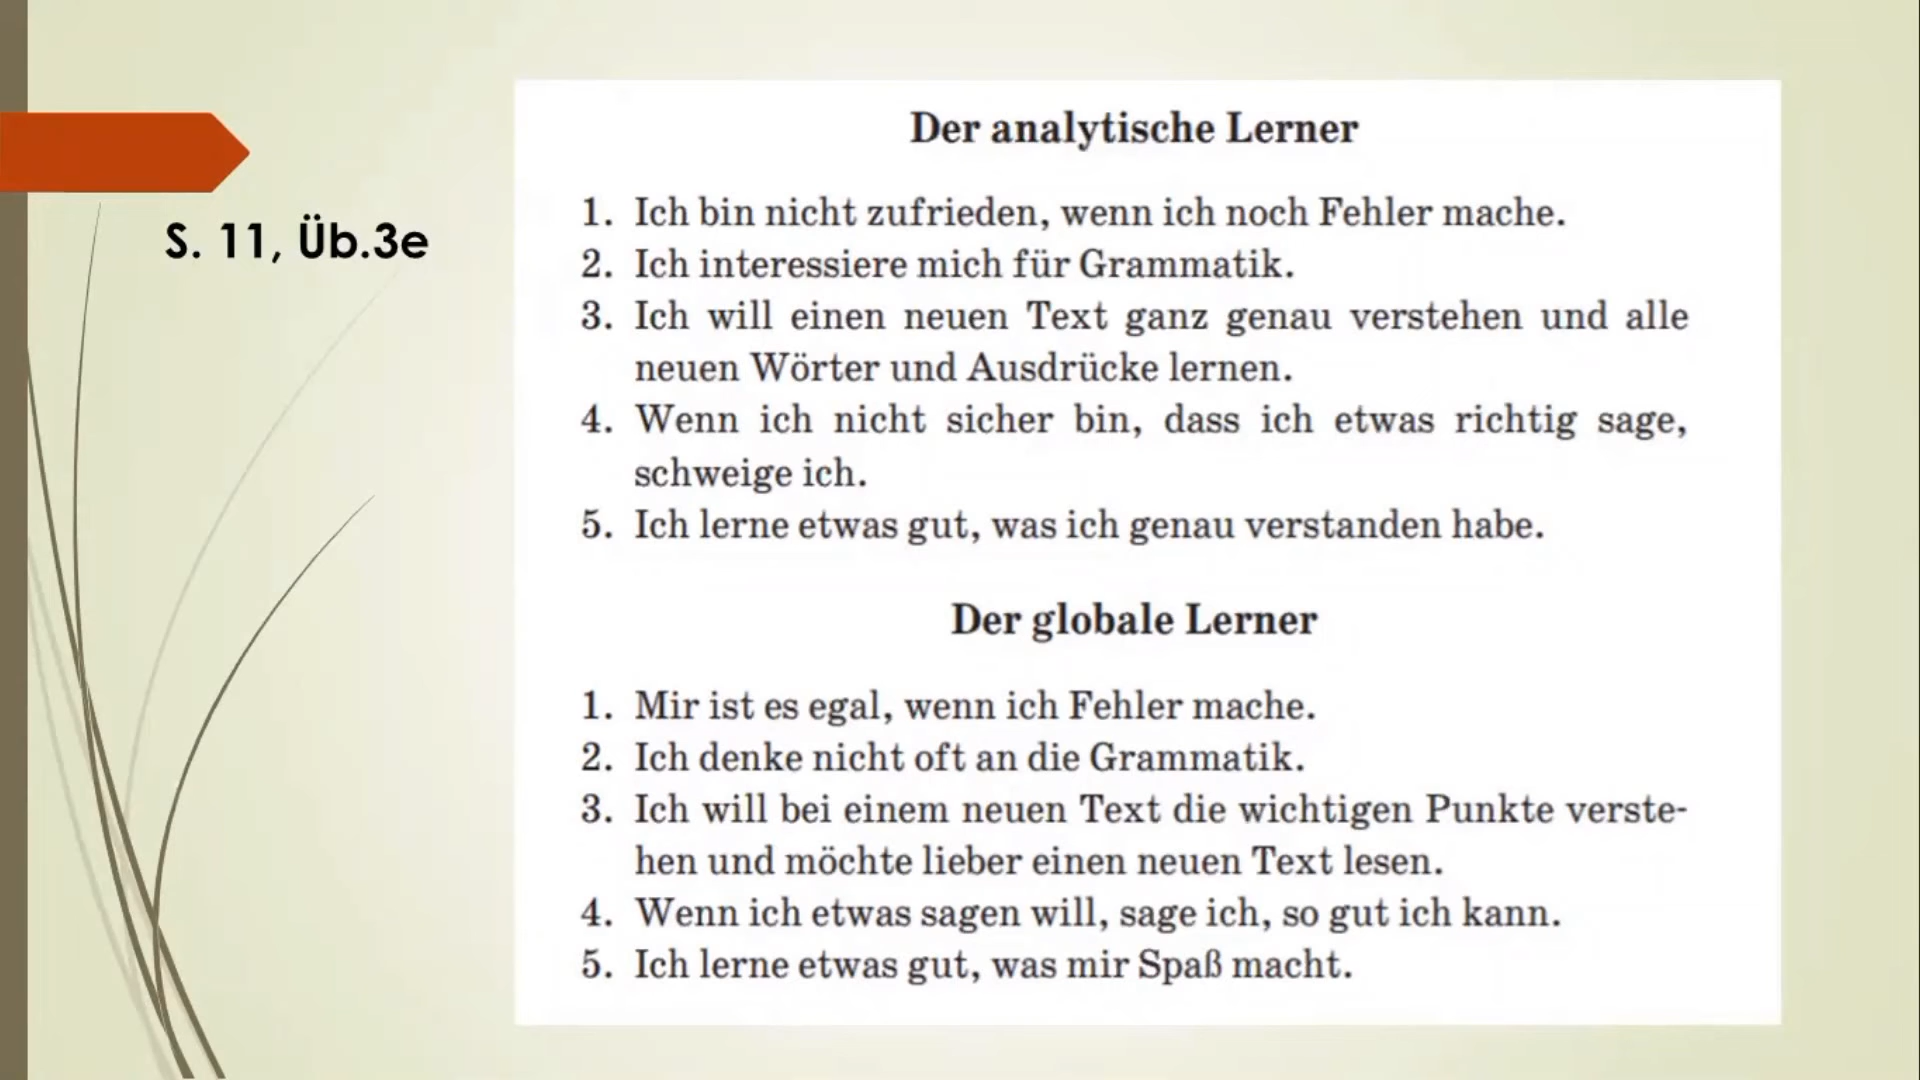 S. 11, Üb.3e
Der analytische Lerner
1. Ich bin nicht zufrieden, wenn ich noch Fehler mache.
2. Ich interessiere mich für Grammatik.
3. Ich will einen neuen Text ganz genau verstehen und alle
neuen Wörter und Ausdrücke lernen.
4. Wenn ich nicht sicher bin, dass ich etwas richtig sage,
schweige ich.
5. Ich lerne etwas gut, was ich genau verstanden habe.
Der globale Lerner
1. Mir ist es egal, wenn ich Fehler mache.
2. Ich denke nicht oft an die Grammatik.
3. Ich will bei einem neuen Text die wichtigen Punkte verste-
hen und möchte lieber einen neuen Text lesen.
4. Wenn ich etwas sagen will, sage ich, so gut ich kann.
5. Ich lerne etwas gut, was mir Spaß macht.